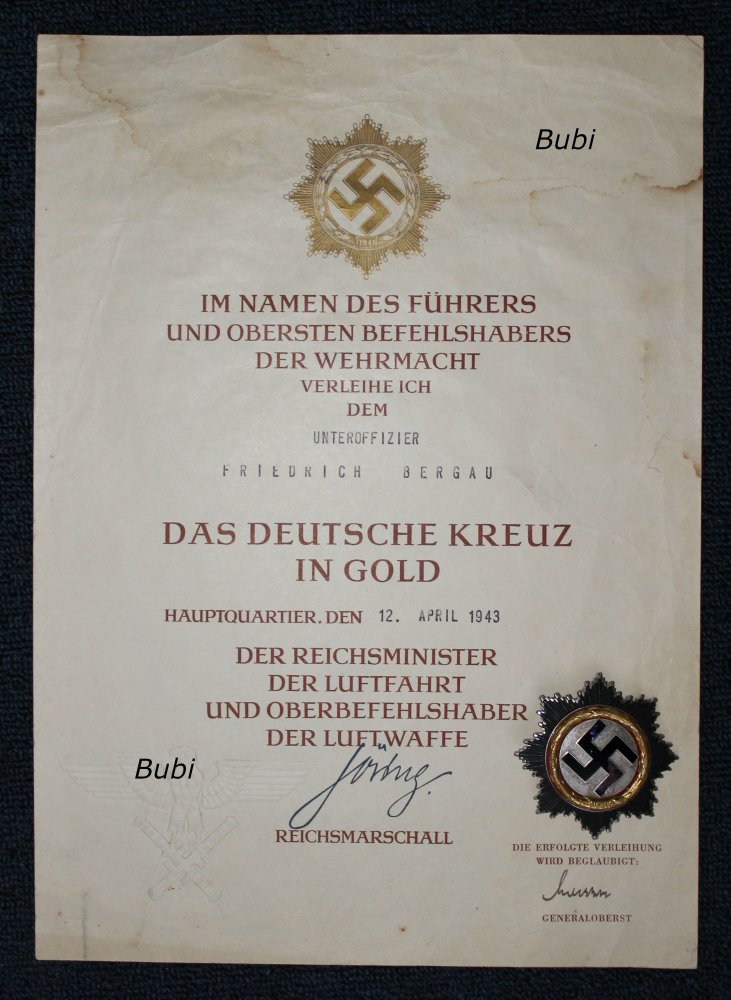 Bubi
IM NAMEN DES FÜHRERS
UND OBERSTEN BEFEHLSHABERS
DER WEHRMACHT
VERLEIHE ICH
DEM
UNTEROFFIZIER
FRIEDRICH BERGAU
DAS DEUTSCHE KREUZ
IN GOLD
HAUPTQUARTIER, DEN 12. APRIL 1943
DER REICHSMINISTER
DER LUFTFAHRT
UND OBERBEFEHLSHABER
DER LUFTWAFFE
Bubi
Göring.
REICHSMARSCHALL
DIE ERFOLGTE VERLEIHUNG
WIRD BEGLAUBIGT:
GENERALOBERST